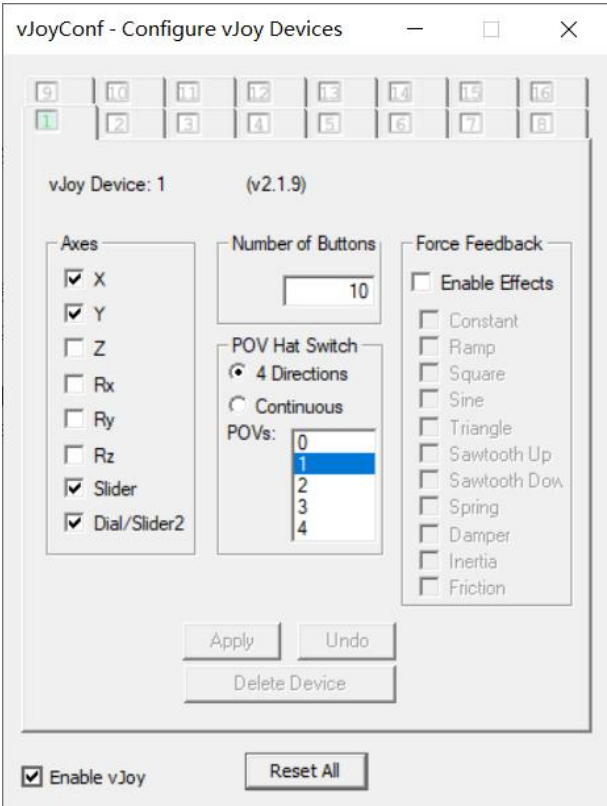 vJoyConf - Configure vJoy Devices
9 10 11 12 13 14 15 16
1 2 3 4 5 6 7 8
vJoy Device: 1 (v2.1.9)
Axes
X
Y
Z
Rx
Ry
Rz
Slider
Dial/Slider2
Number of Buttons
10
POV Hat Switch
4 Directions
Continuous
POVs:
0
1
2
3
4
Force Feedback
Enable Effects
Constant
Ramp
Square
Sine
Triangle
Sawtooth Up
Sawtooth Dow
Spring
Damper
Inertia
Friction
Apply Undo
Delete Device
Enable vJoy Reset All